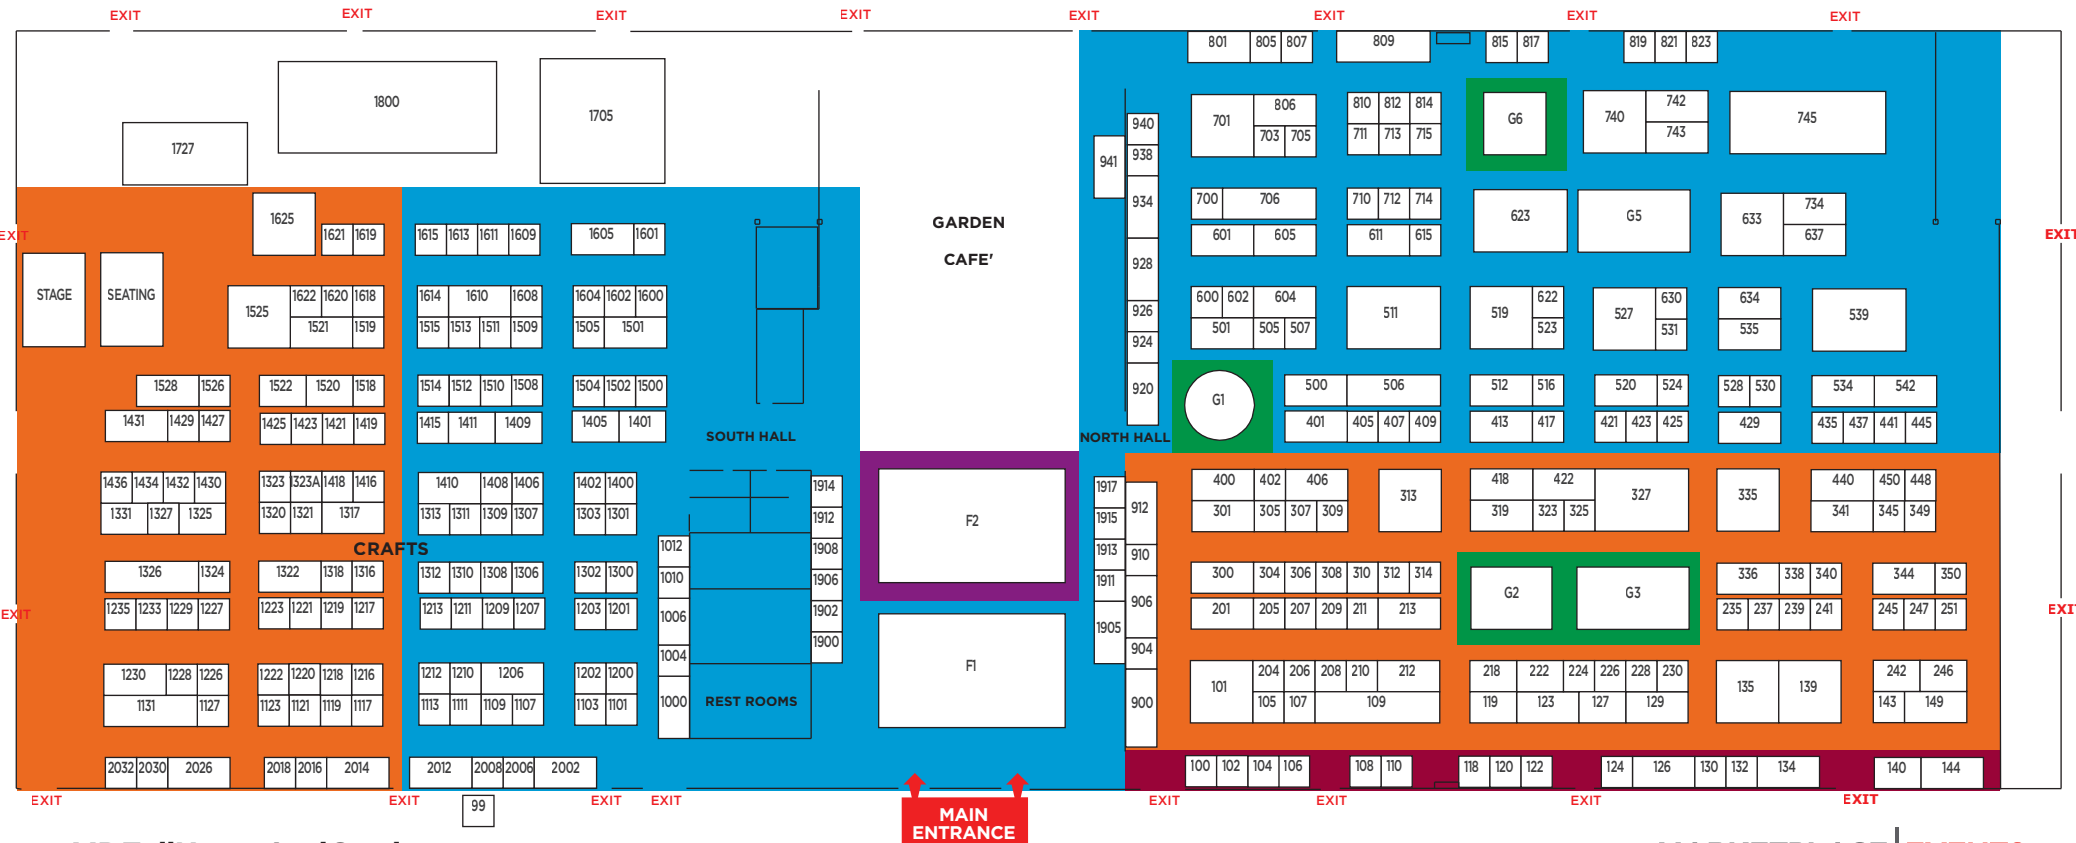 EXIT EXIT EXIT EXIT EXIT EXIT EXIT EXIT
801 805 807 809 815 817 819 821 823
1800 1705 1727
701 806 703 705 810 812 814 711 713 715 G6 740 742 743 745
940 938 941 934 928 926 924 920
EXIT 1625 1621 1619 1615 1613 1611 1609 1605 1601
GARDEN
CAFE'
700 706 710 712 714 623 G5 633 734 637
601 605 611 615 EXIT
STAGE SEATING
1525 1622 1620 1618 1521 1519 1614 1610 1608 1515 1513 1511 1509 1604 1602 1600 1505 1501
600 602 604 501 505 507 511 519 622 523 527 630 531 634 535 539
1528 1526 1522 1520 1518 1514 1512 1510 1508 1504 1502 1500
1431 1429 1427 1425 1423 1421 1419 1415 1411 1409 1405 1401
G1 500 506 512 516 520 524 528 530 534 542
401 405 407 409 413 417 421 423 425 429 435 437 441 445
SOUTH HALL
NORTH HALL
1436 1434 1432 1430 1323 1323A 1418 1416 1410 1408 1406 1402 1400
1331 1327 1325 1320 1321 1317 1313 1311 1309 1307 1303 1301
1914 1912 1908 1906 1902 1900
F2
1917 1915 1913 1911 1905
912 910 906 904 900
400 402 406 313 418 422 327 335 440 450 448
301 305 307 309 319 323 325 341 345 349
CRAFTS
1012 1010 1006 1004 1000
1326 1324 1322 1318 1316 1312 1310 1308 1306 1302 1300
EXIT 1235 1233 1229 1227 1223 1221 1219 1217 1213 1211 1209 1207 1203 1201
300 304 306 308 310 312 314 G2 G3 336 338 340 344 350
201 205 207 209 211 213 235 237 239 241 245 247 251 EXIT
F1
1230 1228 1226 1222 1220 1218 1216 1212 1210 1206 1202 1200
1131 1127 1123 1121 1119 1117 1113 1111 1109 1107 1103 1101
REST ROOMS
101 204 206 208 210 212 218 222 224 226 228 230 135 139 242 246
105 107 109 119 123 127 129 143 149
2032 2030 2026 2018 2016 2014 2012 2008 2006 2002
100 102 104 106 108 110 118 120 122 124 126 130 132 134 140 144
EXIT EXIT 99 EXIT EXIT EXIT EXIT EXIT EXIT
MAIN
ENTRANCE